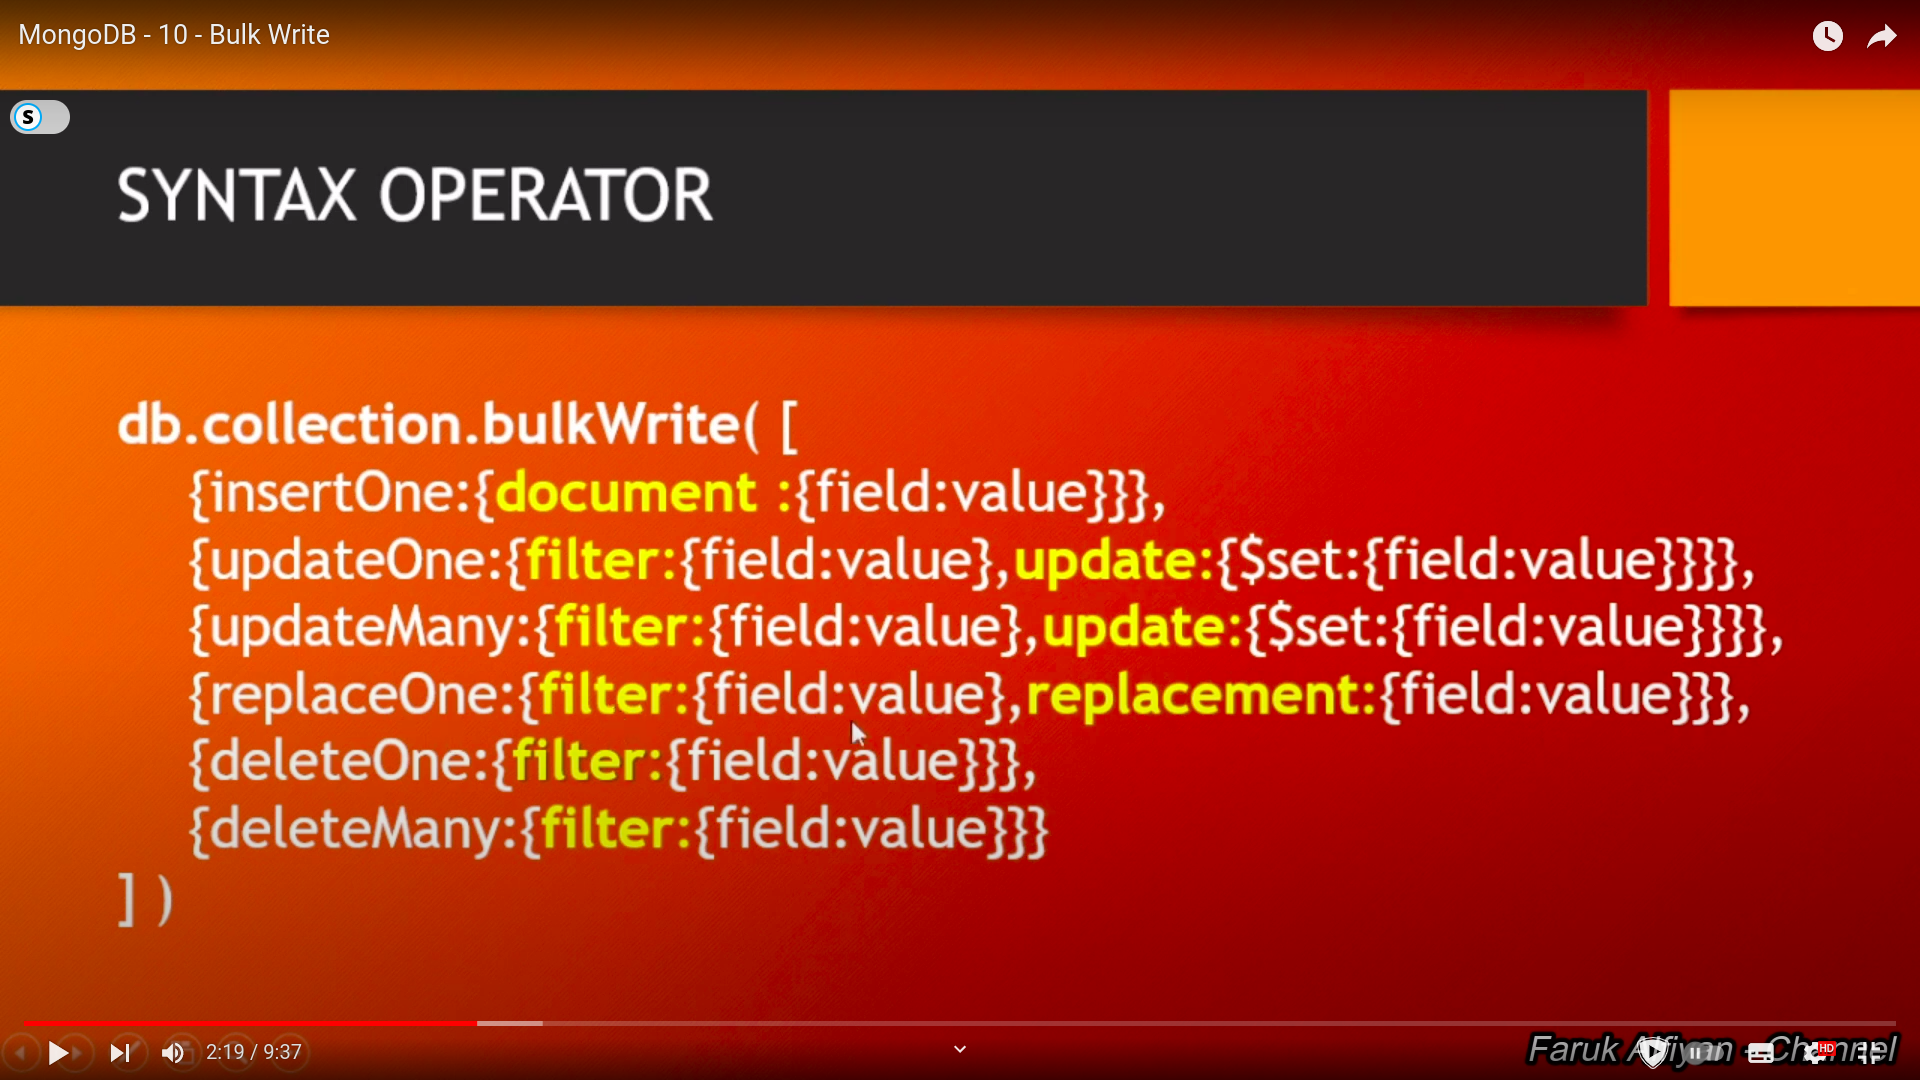 MongoDB - 10 - Bulk Write
S
SYNTAX OPERATOR
db.collection.bulkWrite( [
{insertOne:{document :{field:value}}},
{updateOne:{filter:{field:value},update:{$set:{field:value}}}},
{updateMany:{filter:{field:value},update:{$set:{field:value}}}},
{replaceOne:{filter:{field:value},replacement:{field:value}}},
{deleteOne:{filter:{field:value}}},
{deleteMany:{filter:{field:value}}}
] )
2:19 / 9:37
Faruk Alfiyan - Channel
HD